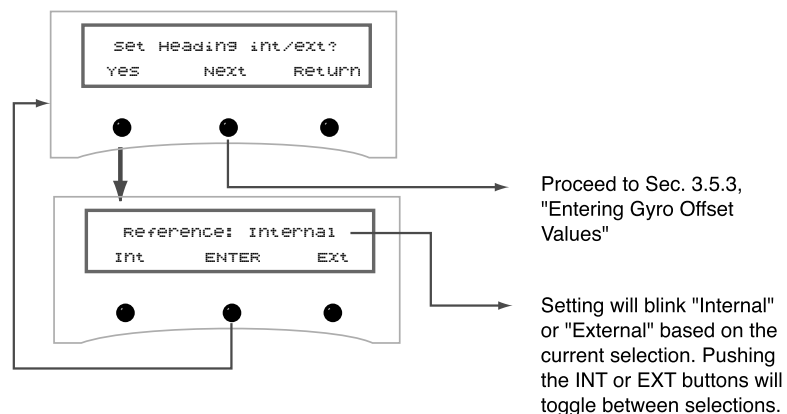 Set Heading int/ext?
Yes Next Return
Proceed to Sec. 3.5.3,
"Entering Gyro Offset
Values"
Reference: Internal
Int ENTER Ext
Setting will blink "Internal"
or "External" based on the
current selection. Pushing
the INT or EXT buttons will
toggle between selections.